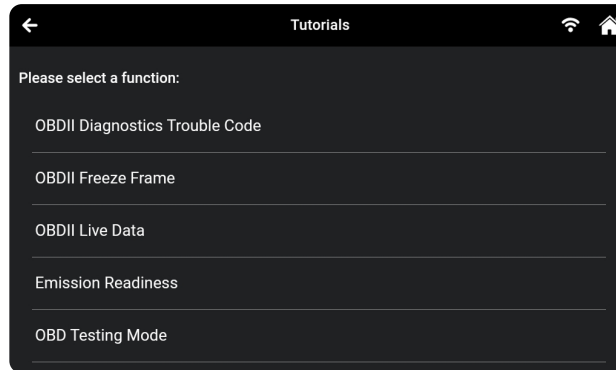 Tutorials
Please select a function:
OBDII Diagnostics Trouble Code
OBDII Freeze Frame
OBDII Live Data
Emission Readiness
OBD Testing Mode